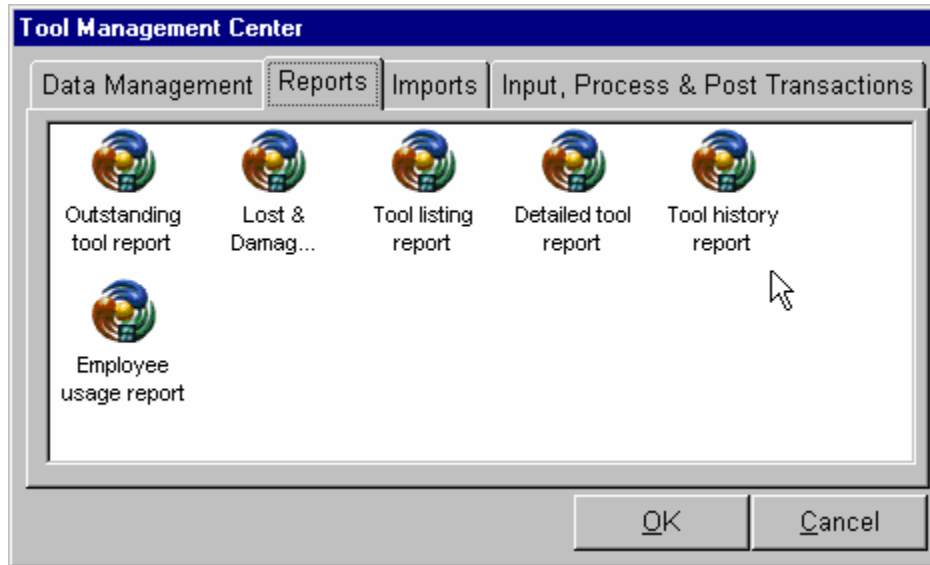 Tool Management Center
Data Management Reports Imports Input, Process & Post Transactions
Outstanding
tool report
Lost &
Damag...
Tool listing
report
Detailed tool
report
Tool history
report
Employee
usage report
OK Cancel